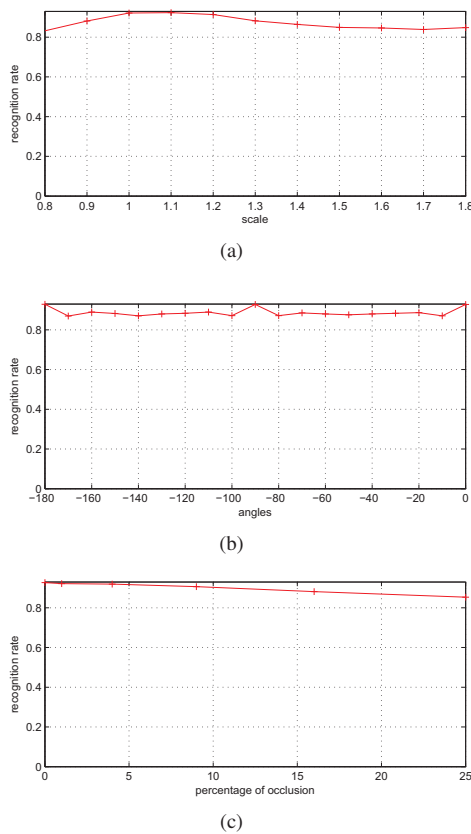 0.8
0.6
0.4
0.2
0
recognition rate
0.8 0.9 1 1.1 1.2 1.3 1.4 1.5 1.6 1.7 1.8
scale
(a)
0.8
0.6
0.4
0.2
0
recognition rate
−180 −160 −140 −120 −100 −80 −60 −40 −20 0
angles
(b)
0.8
0.6
0.4
0.2
0
recognition rate
0 5 10 15 20 25
percentage of occlusion
(c)